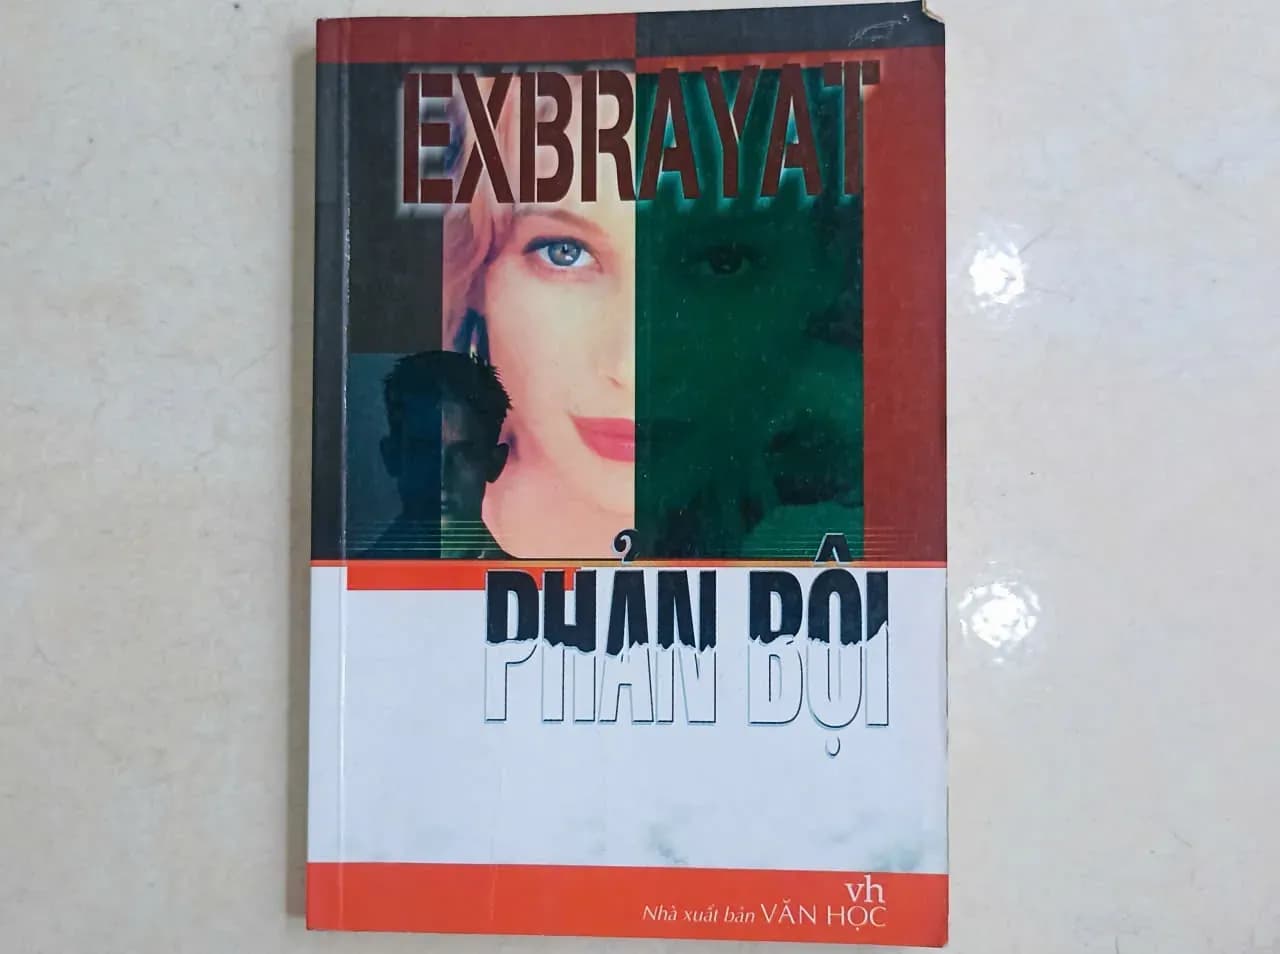 EXBRAYAT
PHẢN BỘI
vh
Nhà xuất bản VĂN HỌC